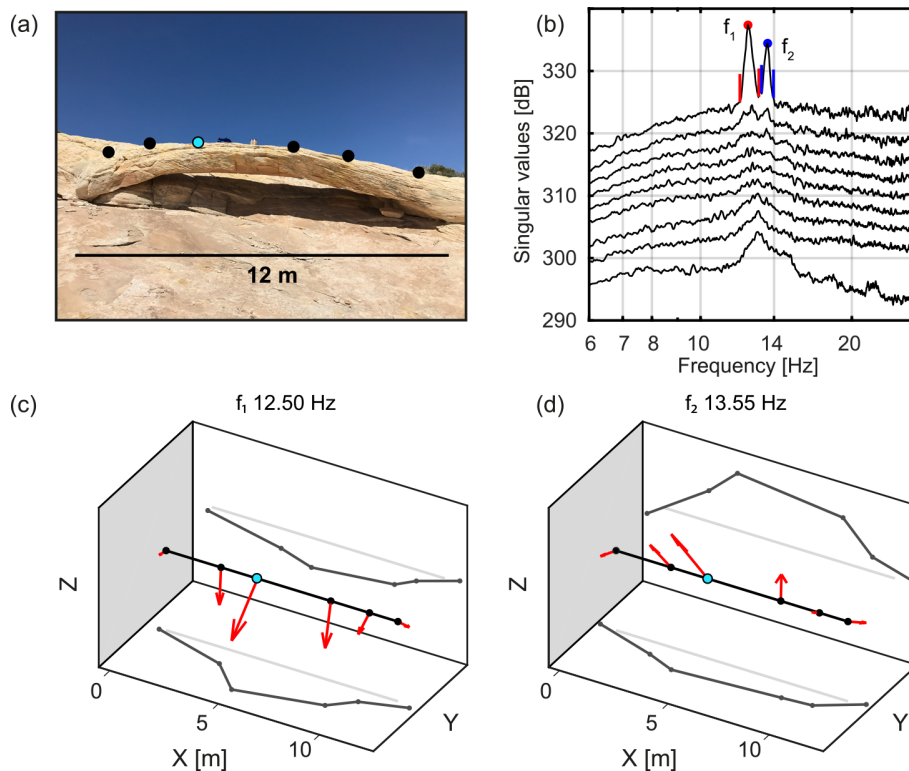 (a)
12 m
(b)
f₁
f₂
Singular values [dB]
330
320
310
300
290
6 7 8 10 14 20
Frequency [Hz]
(c)
f₁ 12.50 Hz
Z
0
5
10
X [m]
Y
(d)
f₂ 13.55 Hz
Z
0
5
10
X [m]
Y